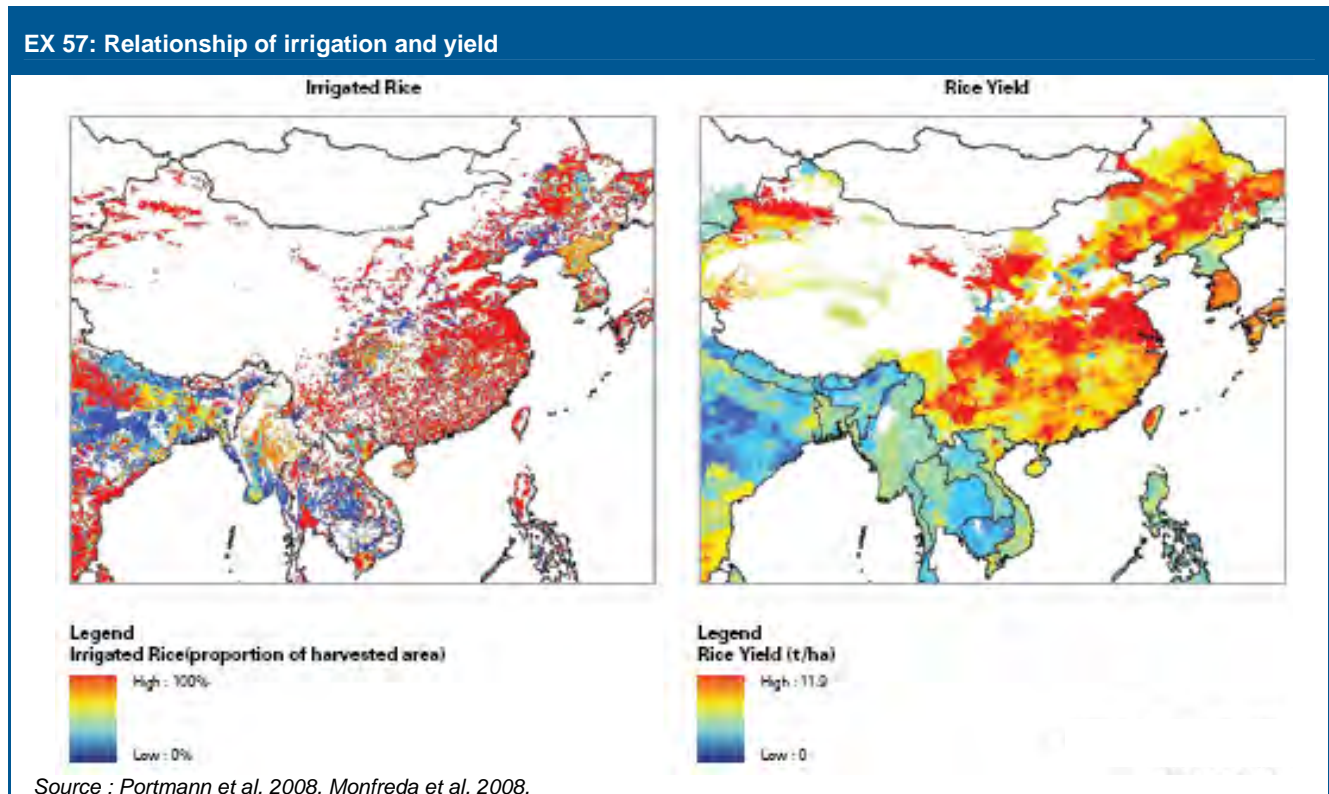 EX 57: Relationship of irrigation and yield
Irrigated Rice
Rice Yield
Legend
Irrigated Rice(proportion of harvested area)
High : 100%
Low : 0%
Legend
Rice Yield (t/ha)
High : 11.9
Low : 0
Source : Portmann et al. 2008, Monfreda et al. 2008.